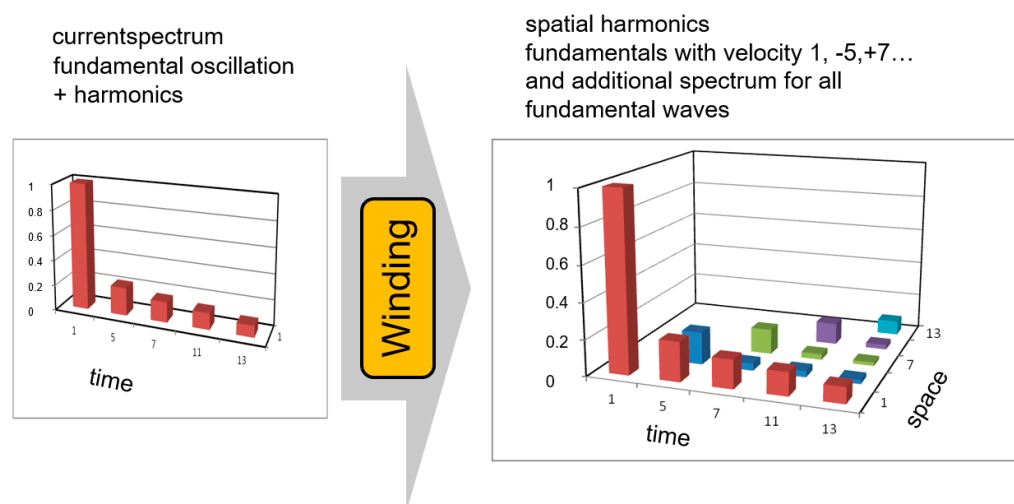 currentspectrum
fundamental oscillation
+ harmonics
spatial harmonics
fundamentals with velocity 1, -5,+7…
and additional spectrum for all
fundamental waves
1
0.8
0.6
0.4
0.2
0
1
5
7
11
13
1
time
Winding
1
0.8
0.6
0.4
0.2
0
1
5
7
11
13
1
7
13
time
space